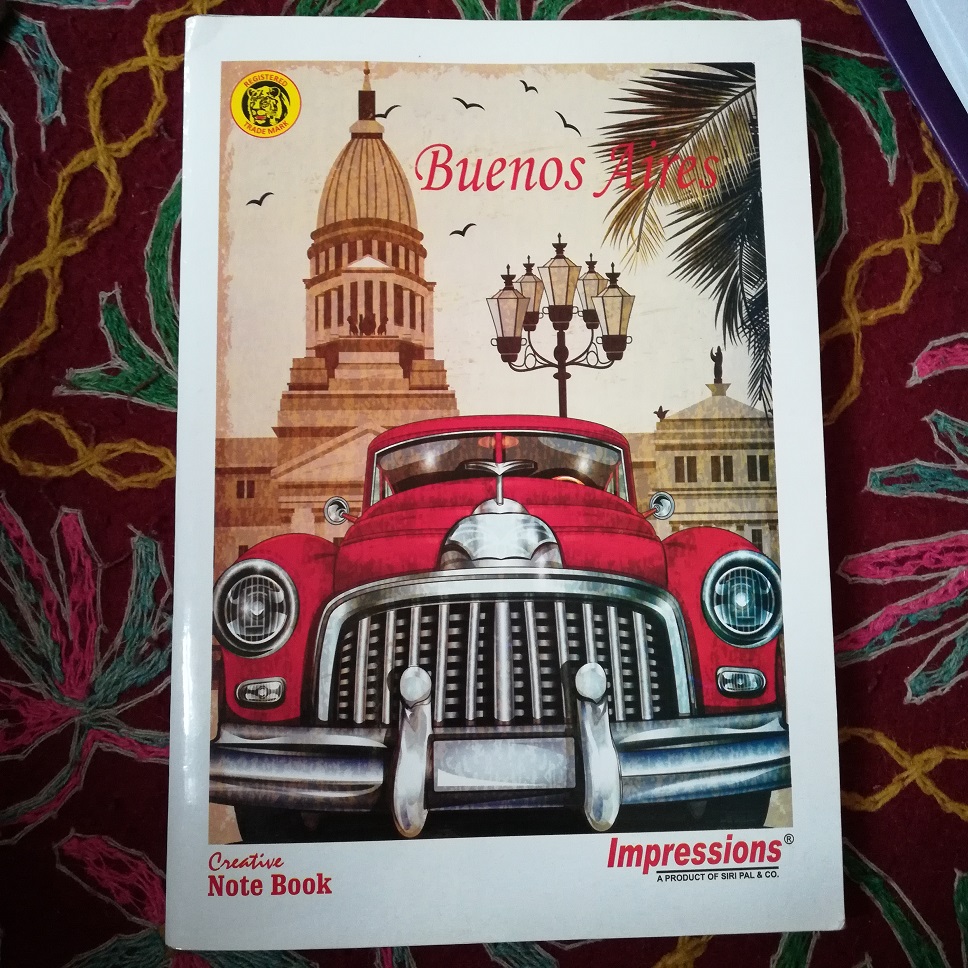 REGISTERED
TRADE MARK
Buenos Aires
Creative
Note Book
Impressions®
A PRODUCT OF SIRI PAL & CO.